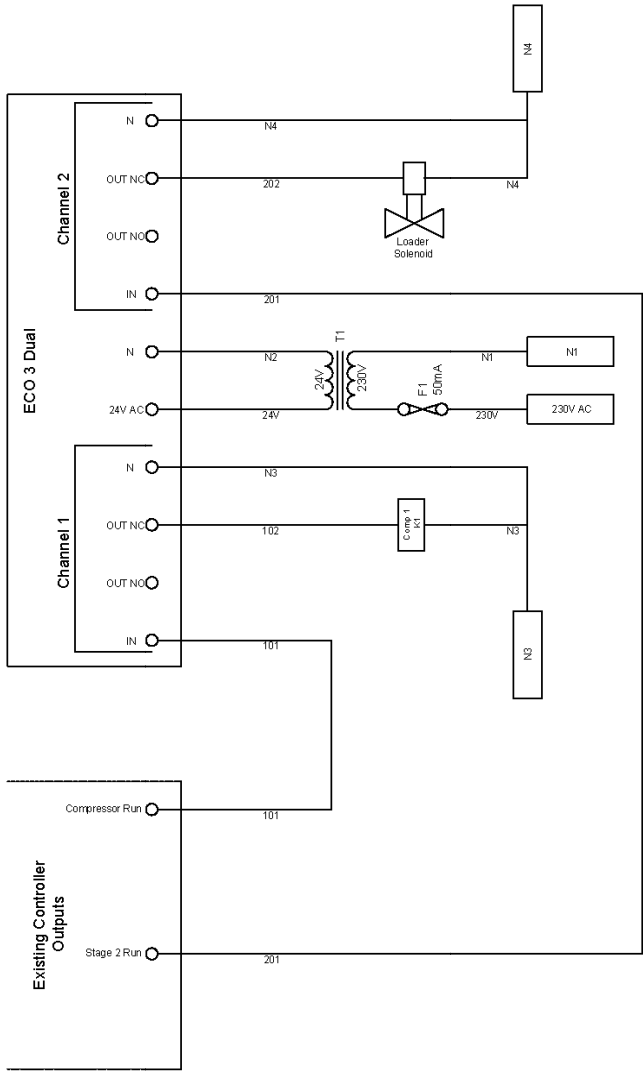 ECO 3 Dual
Channel 2
N
OUT NC
OUT NO
IN
N
24V AC
Channel 1
N
OUT NC
OUT NO
IN
N4
N4
202
N4
Loader
Solenoid
201
N2
24V
T1
24V
230V
N1
N1
F1
50mA
230V
230V AC
N3
102
Comp 1
K1
N3
N3
101
Existing Controller
Outputs
Compressor Run
101
Stage 2 Run
201